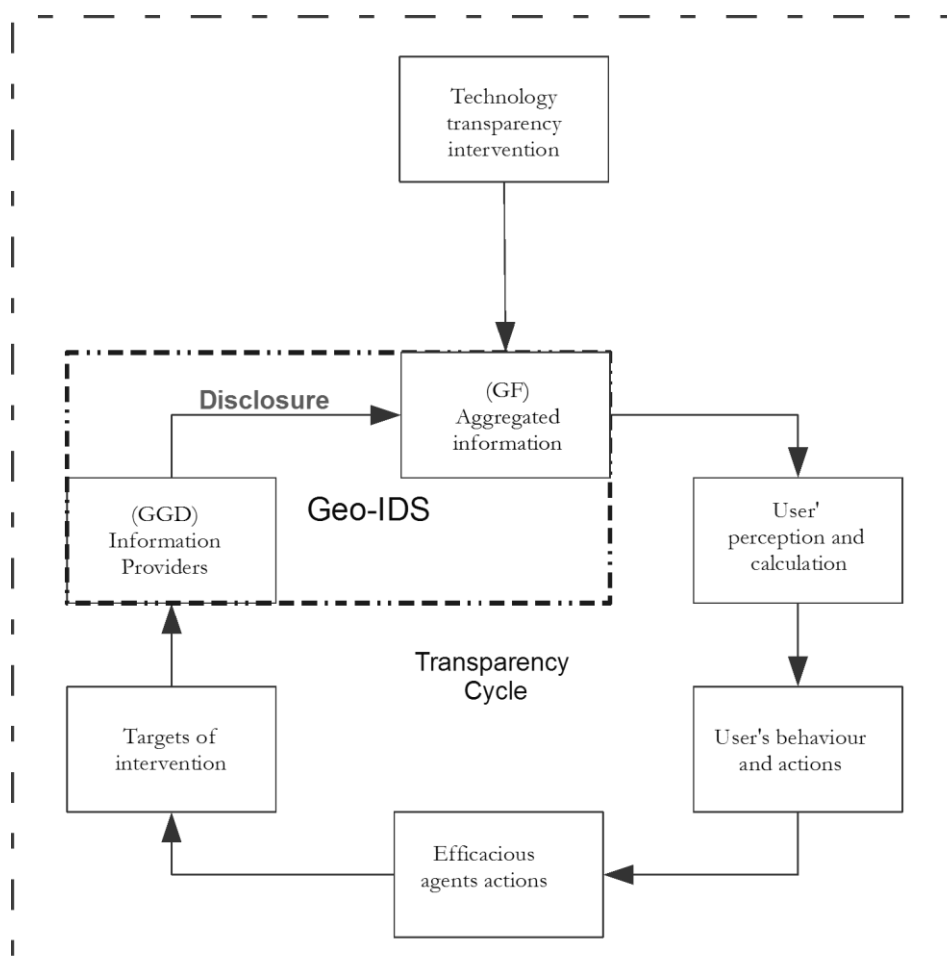 Technology
transparency
intervention
Disclosure
(GF)
Aggregated
information
Geo-IDS
(GGD)
Information
Providers
User'
perception and
calculation
Transparency
Cycle
Targets of
intervention
User's behaviour
and actions
Efficacious
agents actions